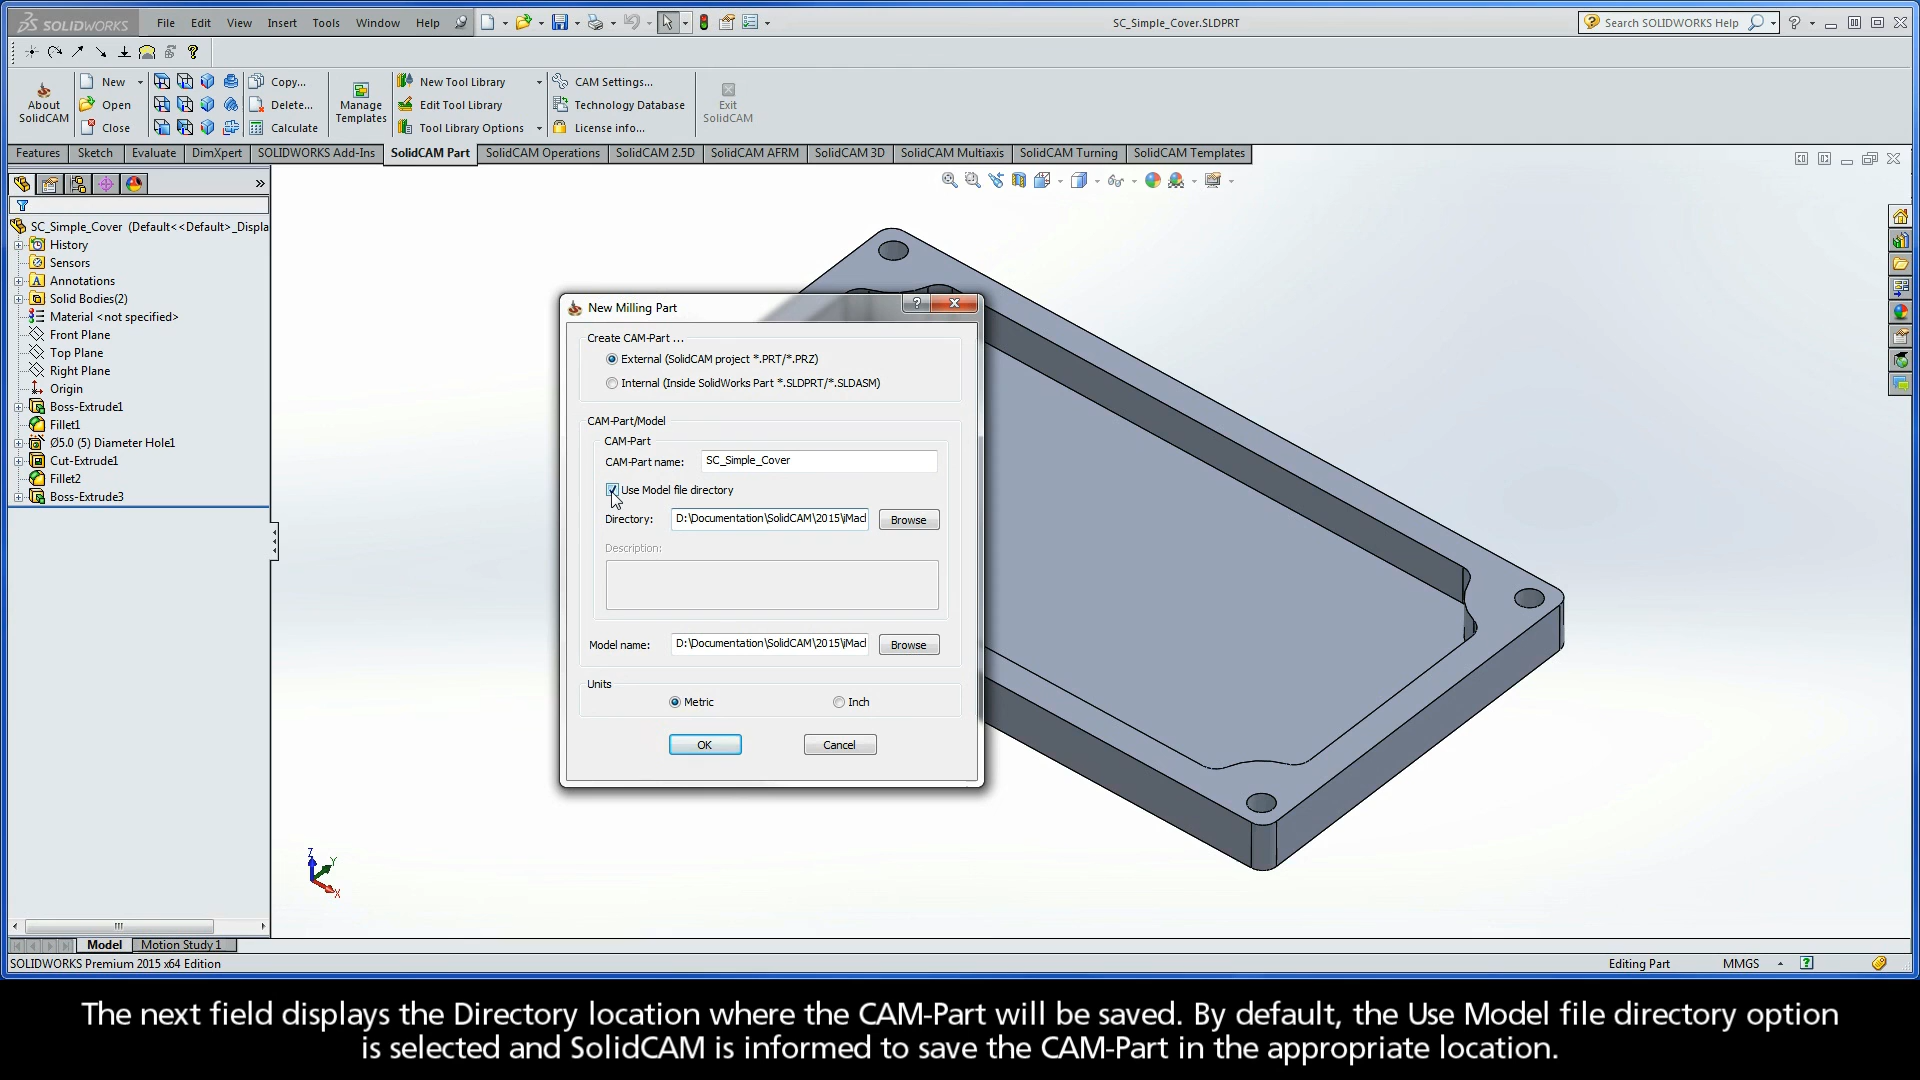 SOLIDWORKS File Edit View Insert Tools Window Help SC_Simple_Cover.SLDPRT Search SOLIDWORKS Help
New Copy... New Tool Library CAM Settings...
About SolidCAM Open Delete... Manage Templates Edit Tool Library Technology Database Exit SolidCAM
Close Calculate Tool Library Options License info...
Features Sketch Evaluate DimXpert SOLIDWORKS Add-Ins SolidCAM Part SolidCAM Operations SolidCAM 2.5D SolidCAM AFRM SolidCAM 3D SolidCAM Multiaxis SolidCAM Turning SolidCAM Templates
SC_Simple_Cover (Default<<Default>_Displa
History
Sensors
Annotations
Solid Bodies(2)
Material <not specified>
Front Plane
Top Plane
Right Plane
Origin
Boss-Extrude1
Fillet1
Ø5.0 (5) Diameter Hole1
Cut-Extrude1
Fillet2
Boss-Extrude3
New Milling Part
Create CAM-Part ...
External (SolidCAM project *.PRT/*.PRZ)
Internal (Inside SolidWorks Part *.SLDPRT/*.SLDASM)
CAM-Part/Model
CAM-Part
CAM-Part name: SC_Simple_Cover
Use Model file directory
Directory: D:\Documentation\SolidCAM\2015\iMacl Browse
Description:
Model name: D:\Documentation\SolidCAM\2015\iMacl Browse
Units
Metric Inch
OK Cancel
Z Y X
Model Motion Study 1
SOLIDWORKS Premium 2015 x64 Edition Editing Part MMGS
The next field displays the Directory location where the CAM-Part will be saved. By default, the Use Model file directory option
is selected and SolidCAM is informed to save the CAM-Part in the appropriate location.